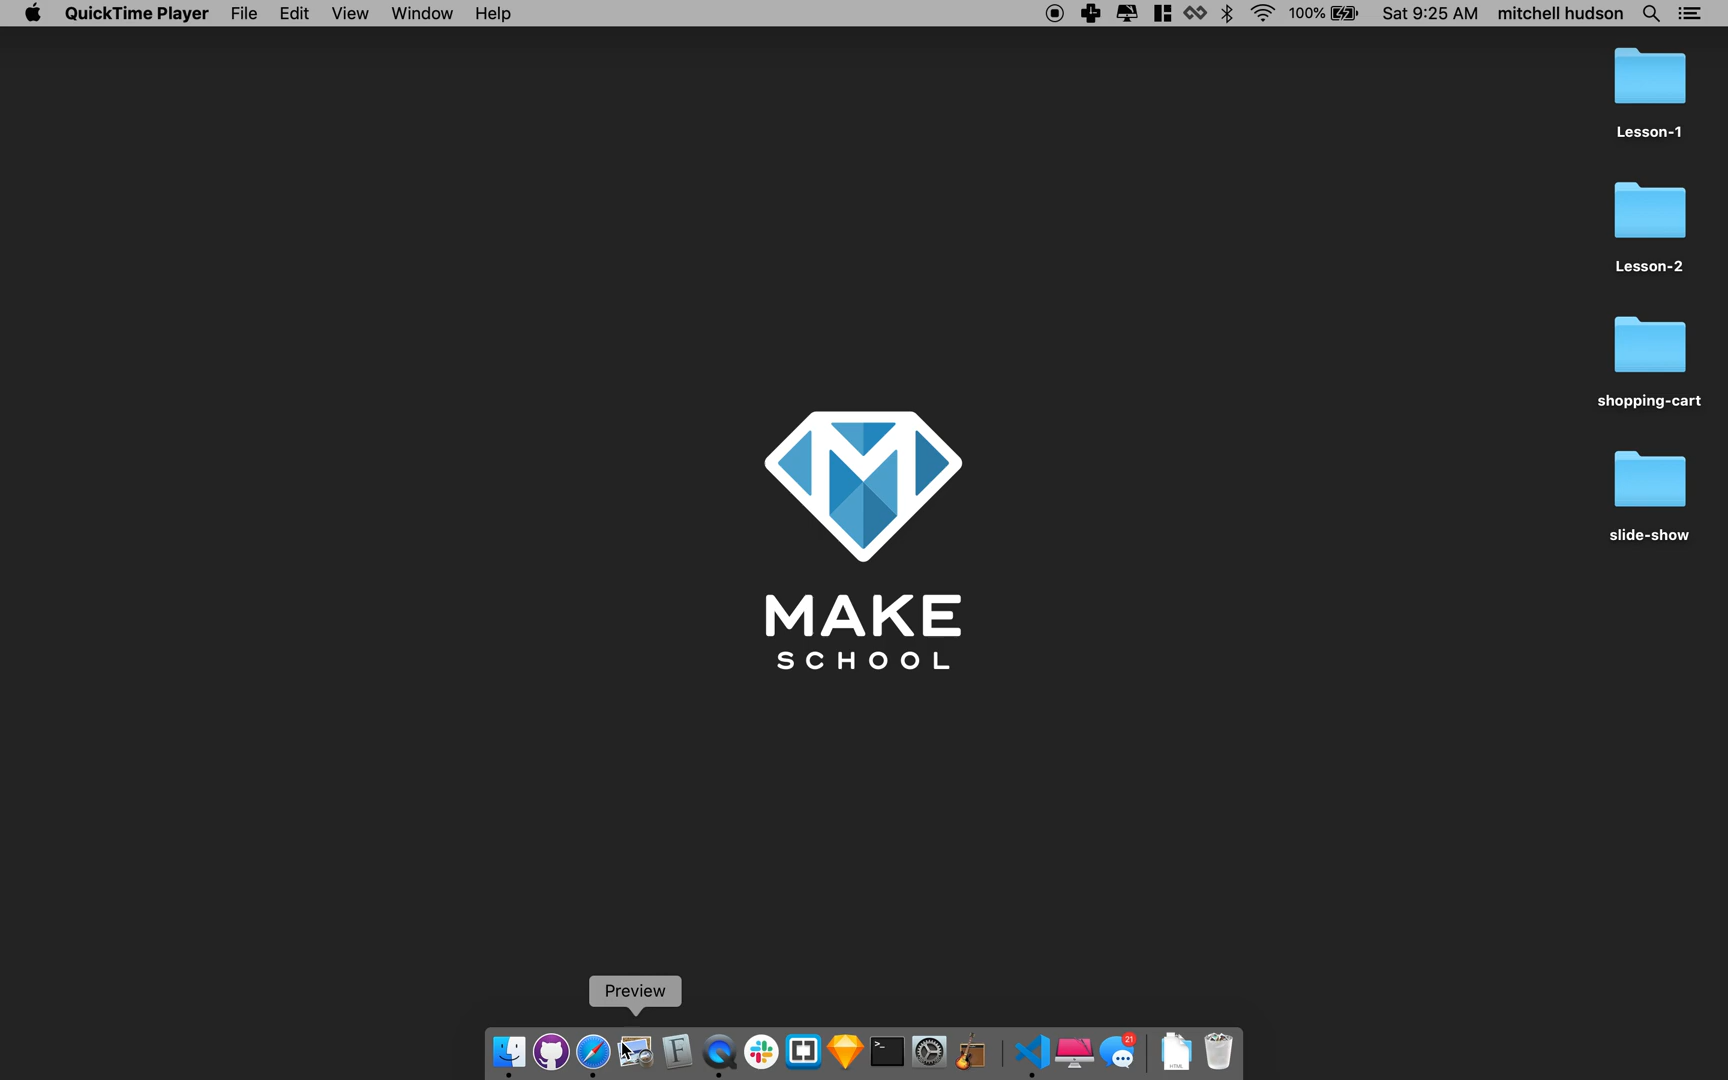 QuickTime Player File Edit View Window Help 100% Sat 9:25 AM mitchell hudson
Lesson-1
Lesson-2
shopping-cart
slide-show
MAKE
SCHOOL
Preview
21
HTML